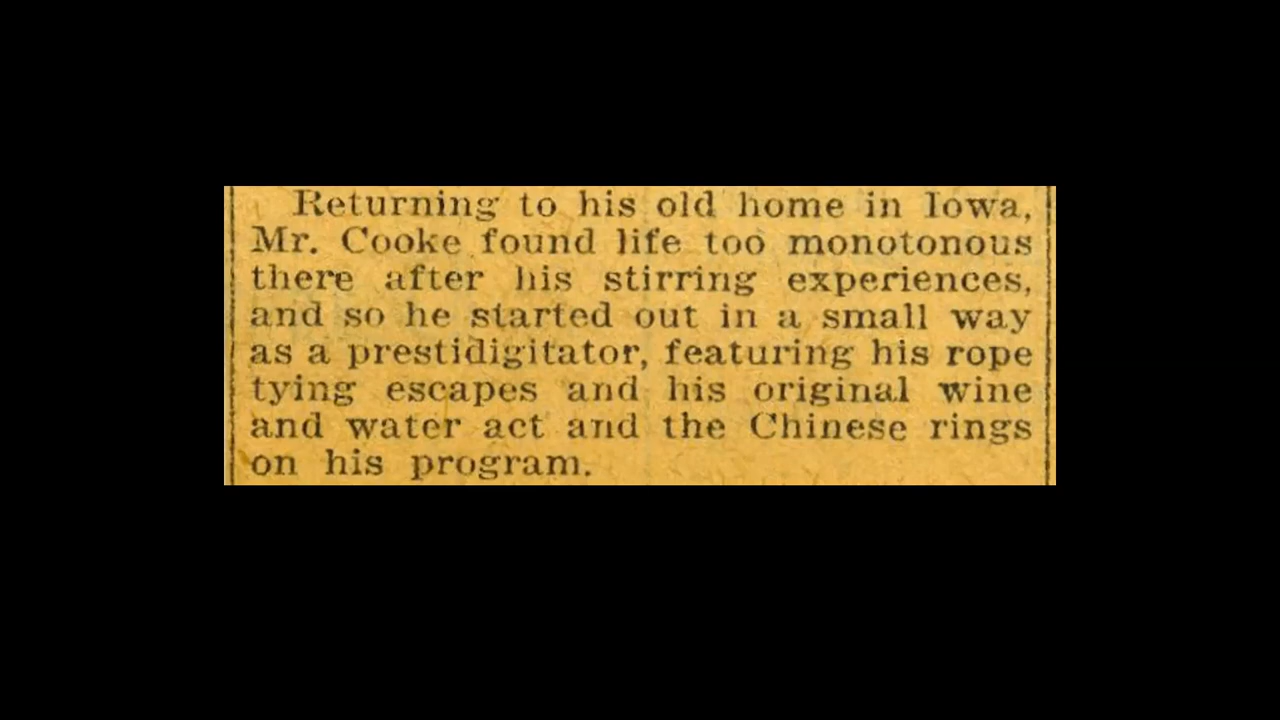 Returning to his old home in Iowa,
Mr. Cooke found life too monotonous
there after his stirring experiences,
and so he started out in a small way
as a prestidigitator, featuring his rope
tying escapes and his original wine
and water act and the Chinese rings
on his program.